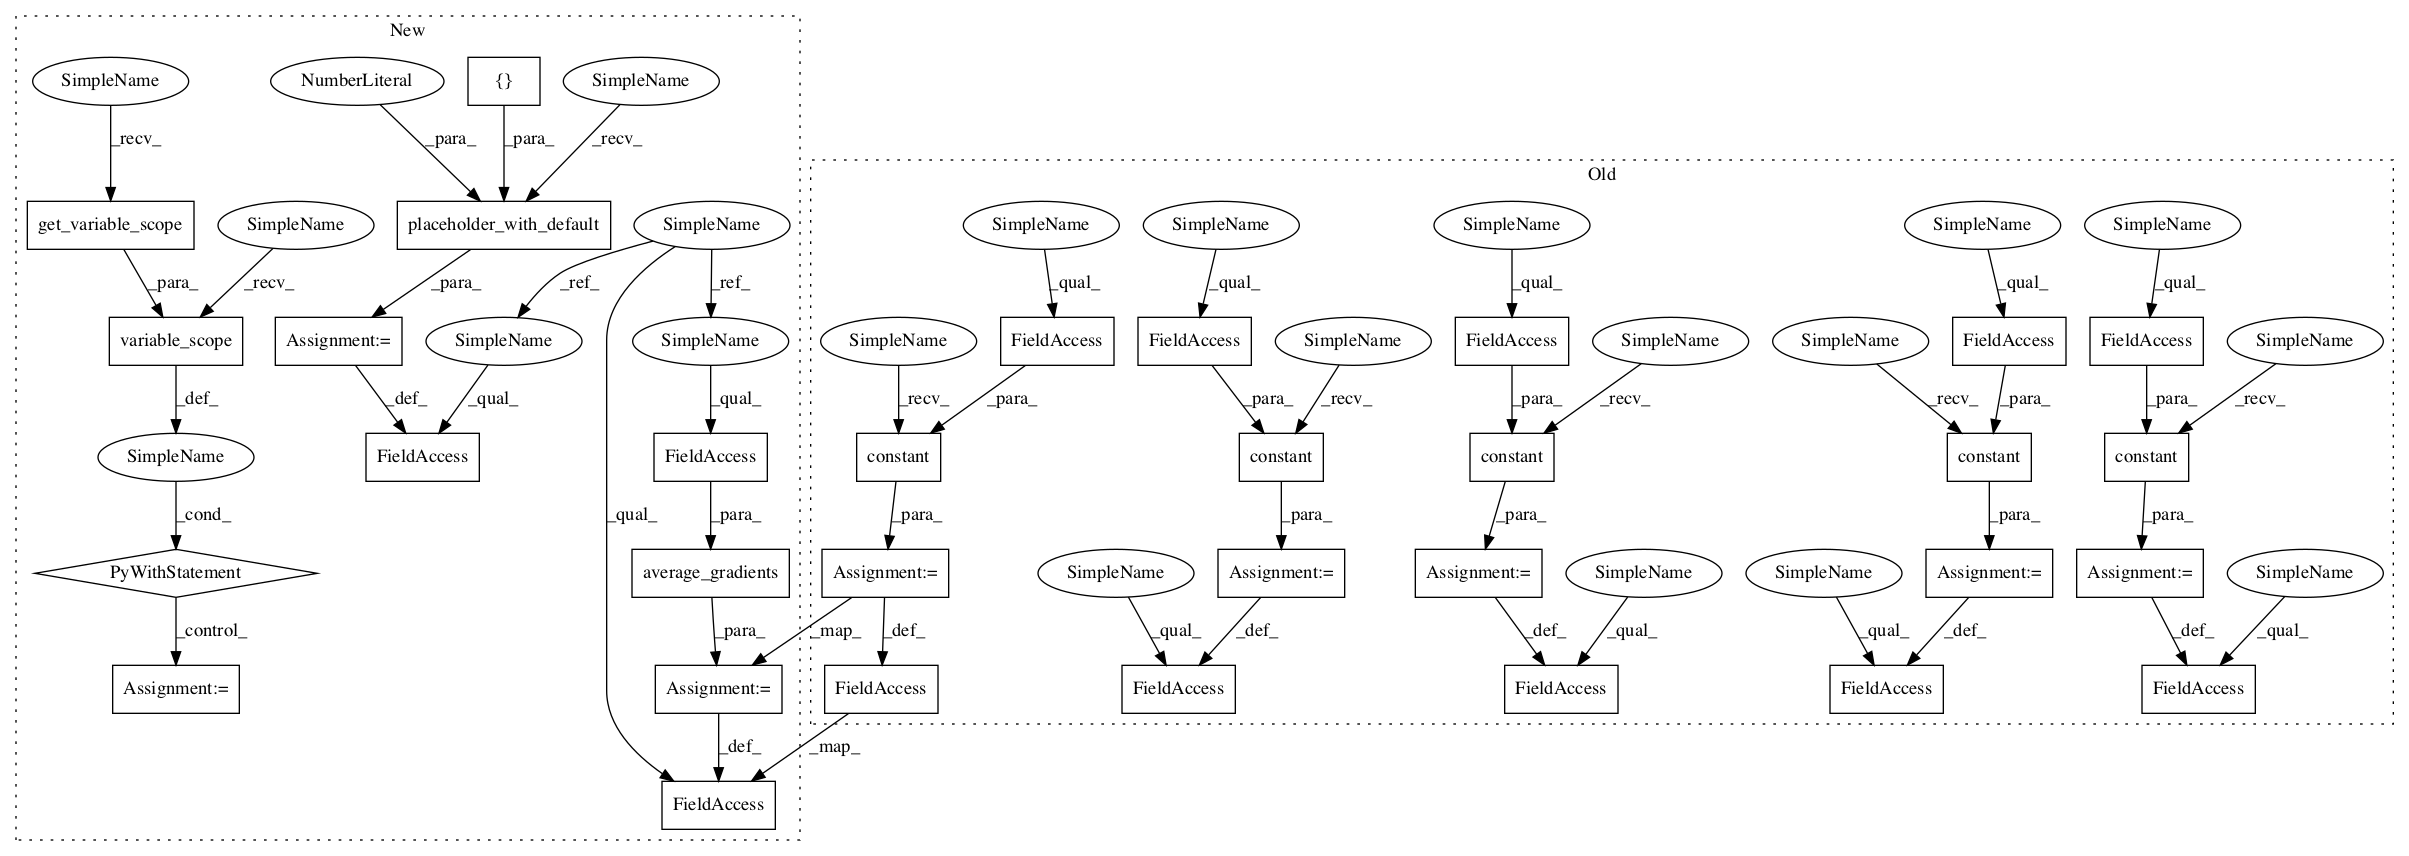 New
SimpleName
NumberLiteral
{}
SimpleName
_recv_
_para_
_para_
_recv_
get_variable_scope
SimpleName
placeholder_with_default
SimpleName
_para_
_recv_
_para_
_ref_
_ref_
variable_scope
Assignment:=
SimpleName
SimpleName
_def_
_def_
_qual_
_qual_
SimpleName
FieldAccess
FieldAccess
_cond_
_qual_
_para_
PyWithStatement
average_gradients
_control_
_para_
_map_
Assignment:=
Assignment:=
_def_
_map_
FieldAccess
Old
SimpleName
SimpleName
SimpleName
SimpleName
SimpleName
_qual_
_qual_
_qual_
_qual_
_qual_
SimpleName
FieldAccess
FieldAccess
SimpleName
FieldAccess
SimpleName
SimpleName
FieldAccess
FieldAccess
SimpleName
_recv_
_para_
_para_
_recv_
_para_
_recv_
_recv_
_para_
_para_
_recv_
constant
constant
constant
constant
constant
_para_
_para_
_para_
_para_
_para_
Assignment:=
SimpleName
Assignment:=
Assignment:=
SimpleName
SimpleName
Assignment:=
Assignment:=
SimpleName
_def_
_qual_
_def_
_def_
_qual_
_qual_
_def_
_def_
_qual_
FieldAccess
FieldAccess
FieldAccess
FieldAccess
FieldAccess